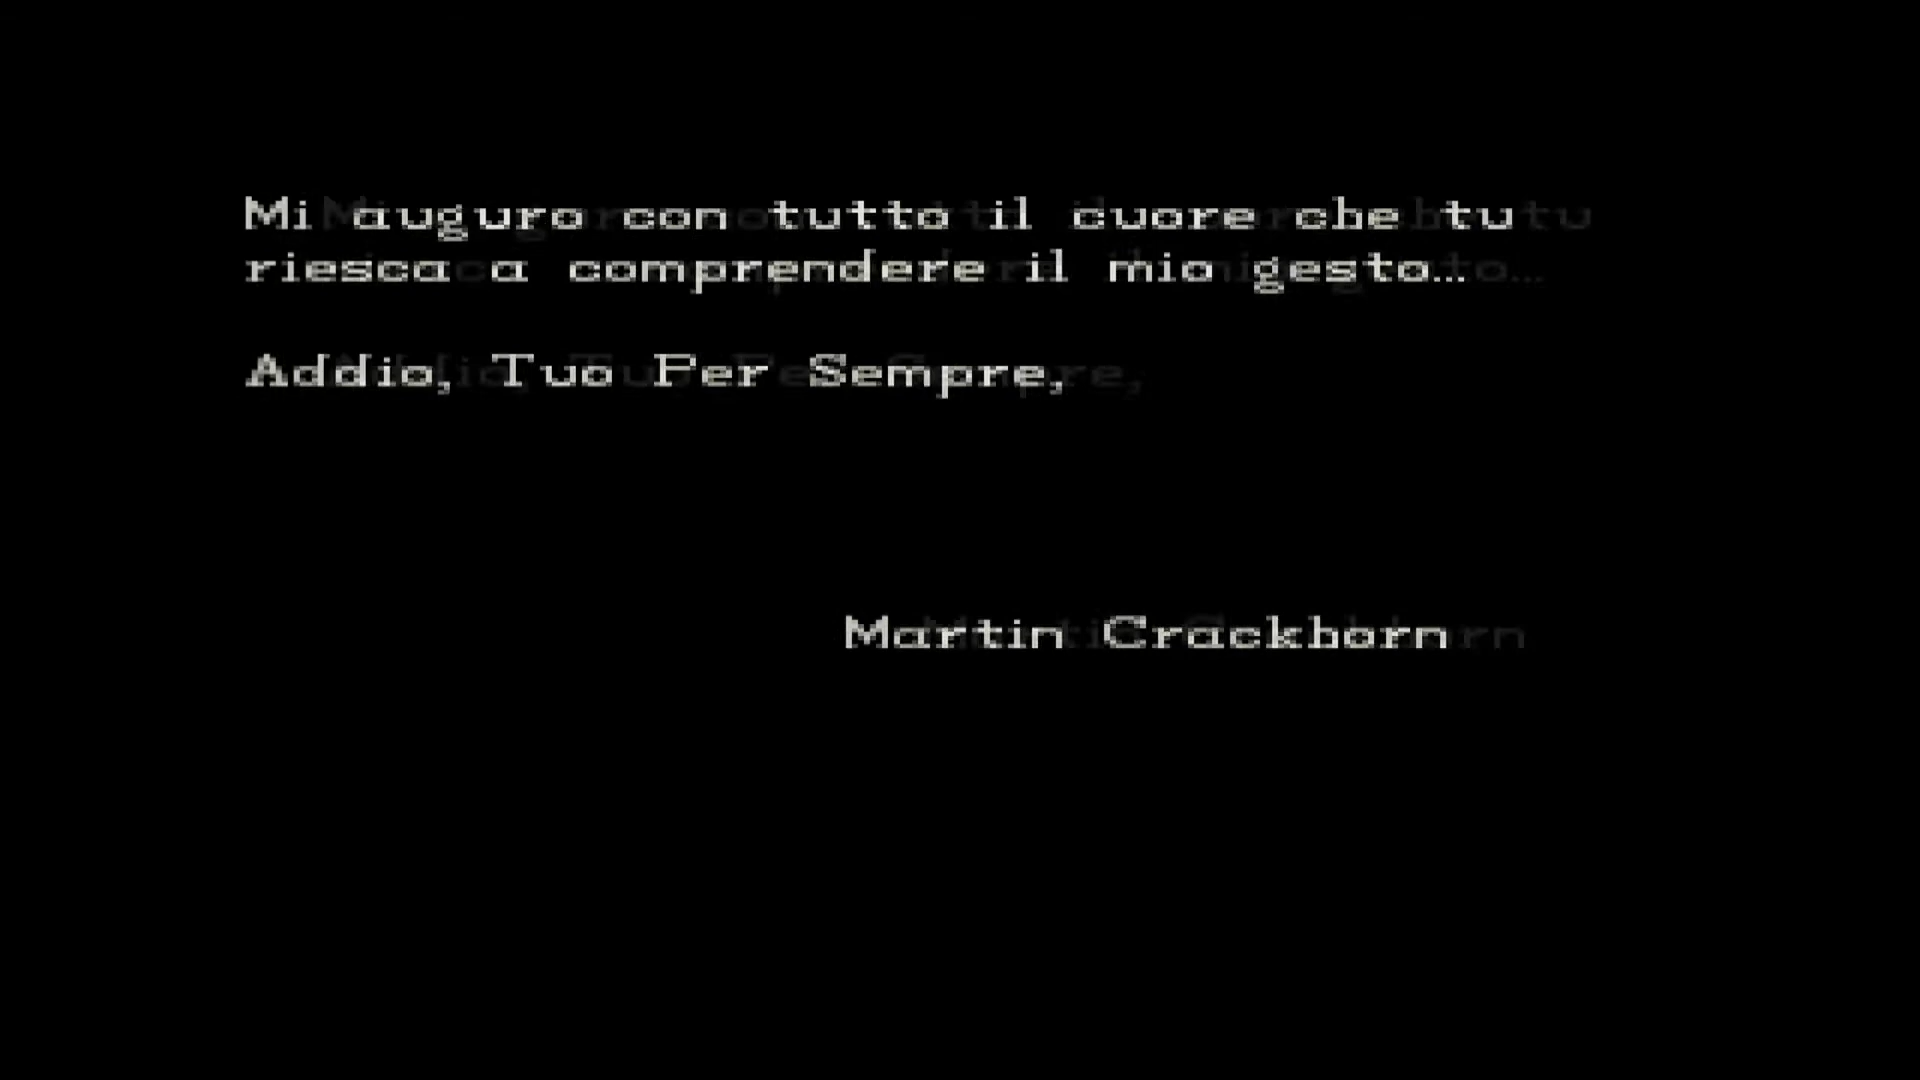 Mi auguro con tutto il cuore che tu
riesca a comprendere il mio gesto…
Addio, Tuo Per Sempre,
Martin Crackborn